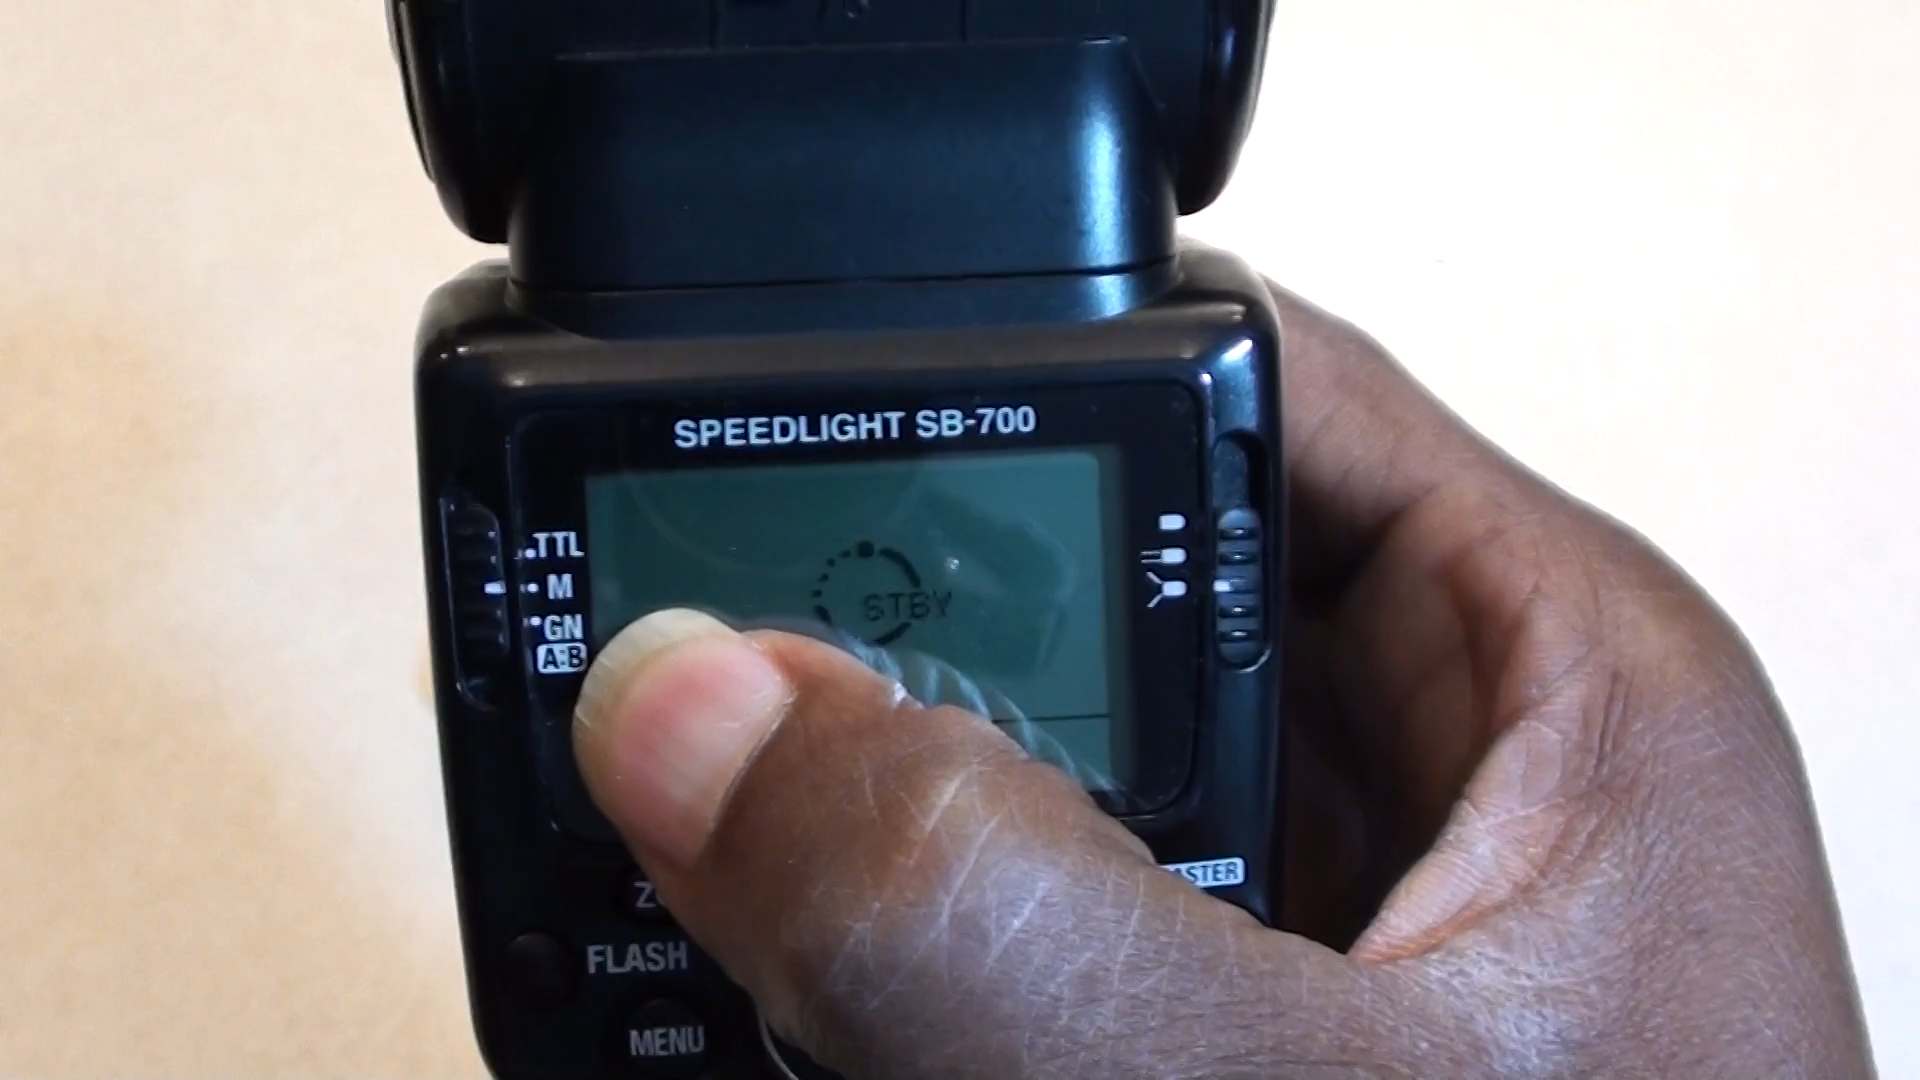 SPEEDLIGHT SB-700
TTL
M
GN
A:B
STBY
FLASH
MENU